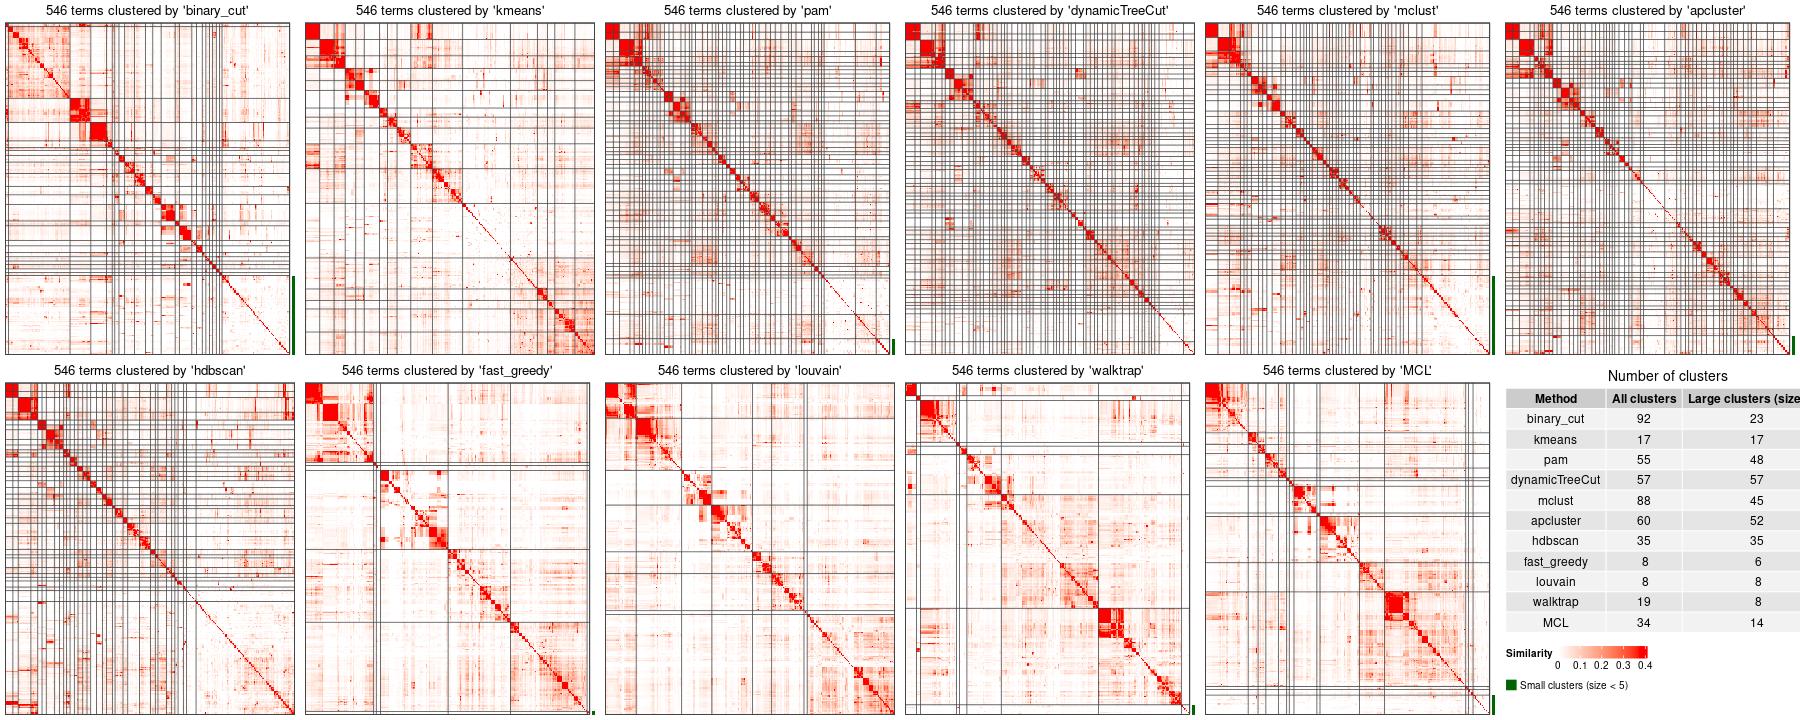 546 terms clustered by 'binary_cut'
546 terms clustered by 'kmeans'
546 terms clustered by 'pam'
546 terms clustered by 'dynamicTreeCut'
546 terms clustered by 'mclust'
546 terms clustered by 'apcluster'
546 terms clustered by 'hdbscan'
546 terms clustered by 'fast_greedy'
546 terms clustered by 'louvain'
546 terms clustered by 'walktrap'
546 terms clustered by 'MCL'
Number of clusters
Method All clusters Large clusters (size
binary_cut 92 23
kmeans 17 17
pam 55 48
dynamicTreeCut 57 57
mclust 88 45
apcluster 60 52
hdbscan 35 35
fast_greedy 8 6
louvain 8 8
walktrap 19 8
MCL 34 14
Similarity
0 0.1 0.2 0.3 0.4
Small clusters (size < 5)